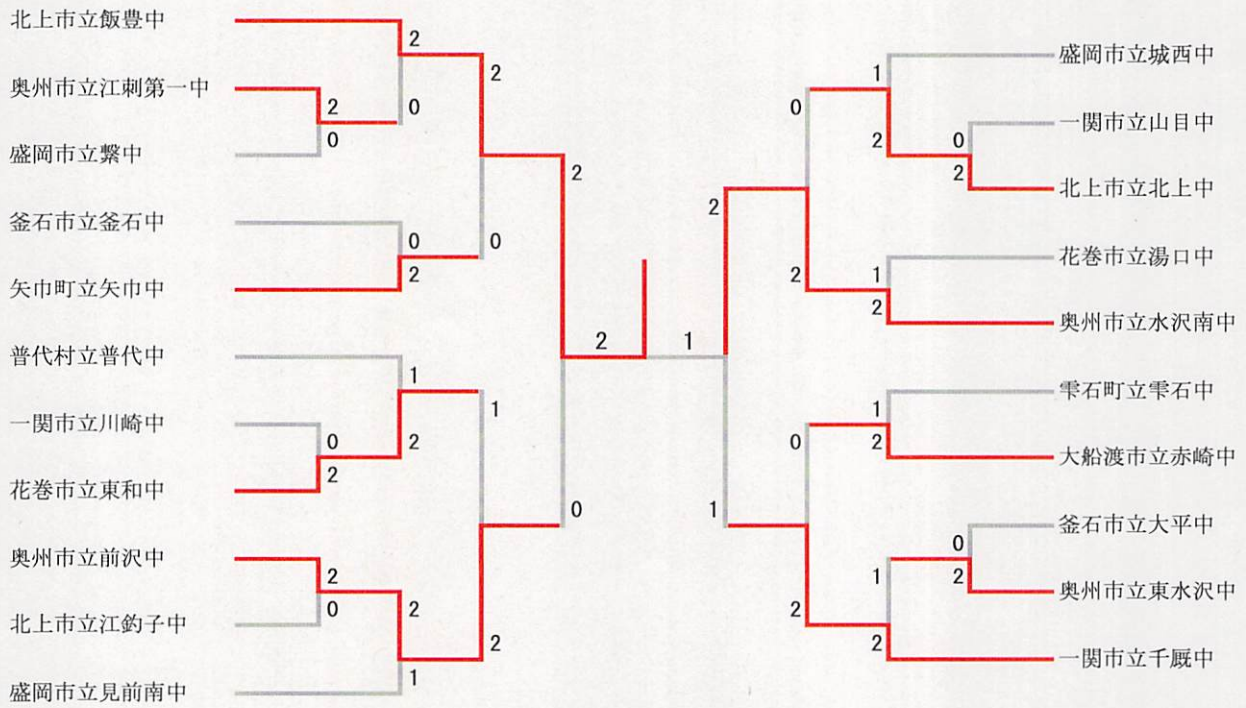 北上市立飯豊中
奥州市立江刺第一中
盛岡市立繋中
釜石市立釜石中
矢巾町立矢巾中
普代村立普代中
一関市立川崎中
花巻市立東和中
奥州市立前沢中
北上市立江釣子中
盛岡市立見前南中
2
0
2
0
0
2
1
2
0
2
2
0
2
1
2
0
1
2
2
0
2
1
2
1
0
2
0
2
1
2
1
2
1
2
1
2
0
2
0
2
盛岡市立城西中
一関市立山目中
北上市立北上中
花巻市立湯口中
奥州市立水沢南中
雫石町立雫石中
大船渡市立赤崎中
釜石市立大平中
奥州市立東水沢中
一関市立千厩中